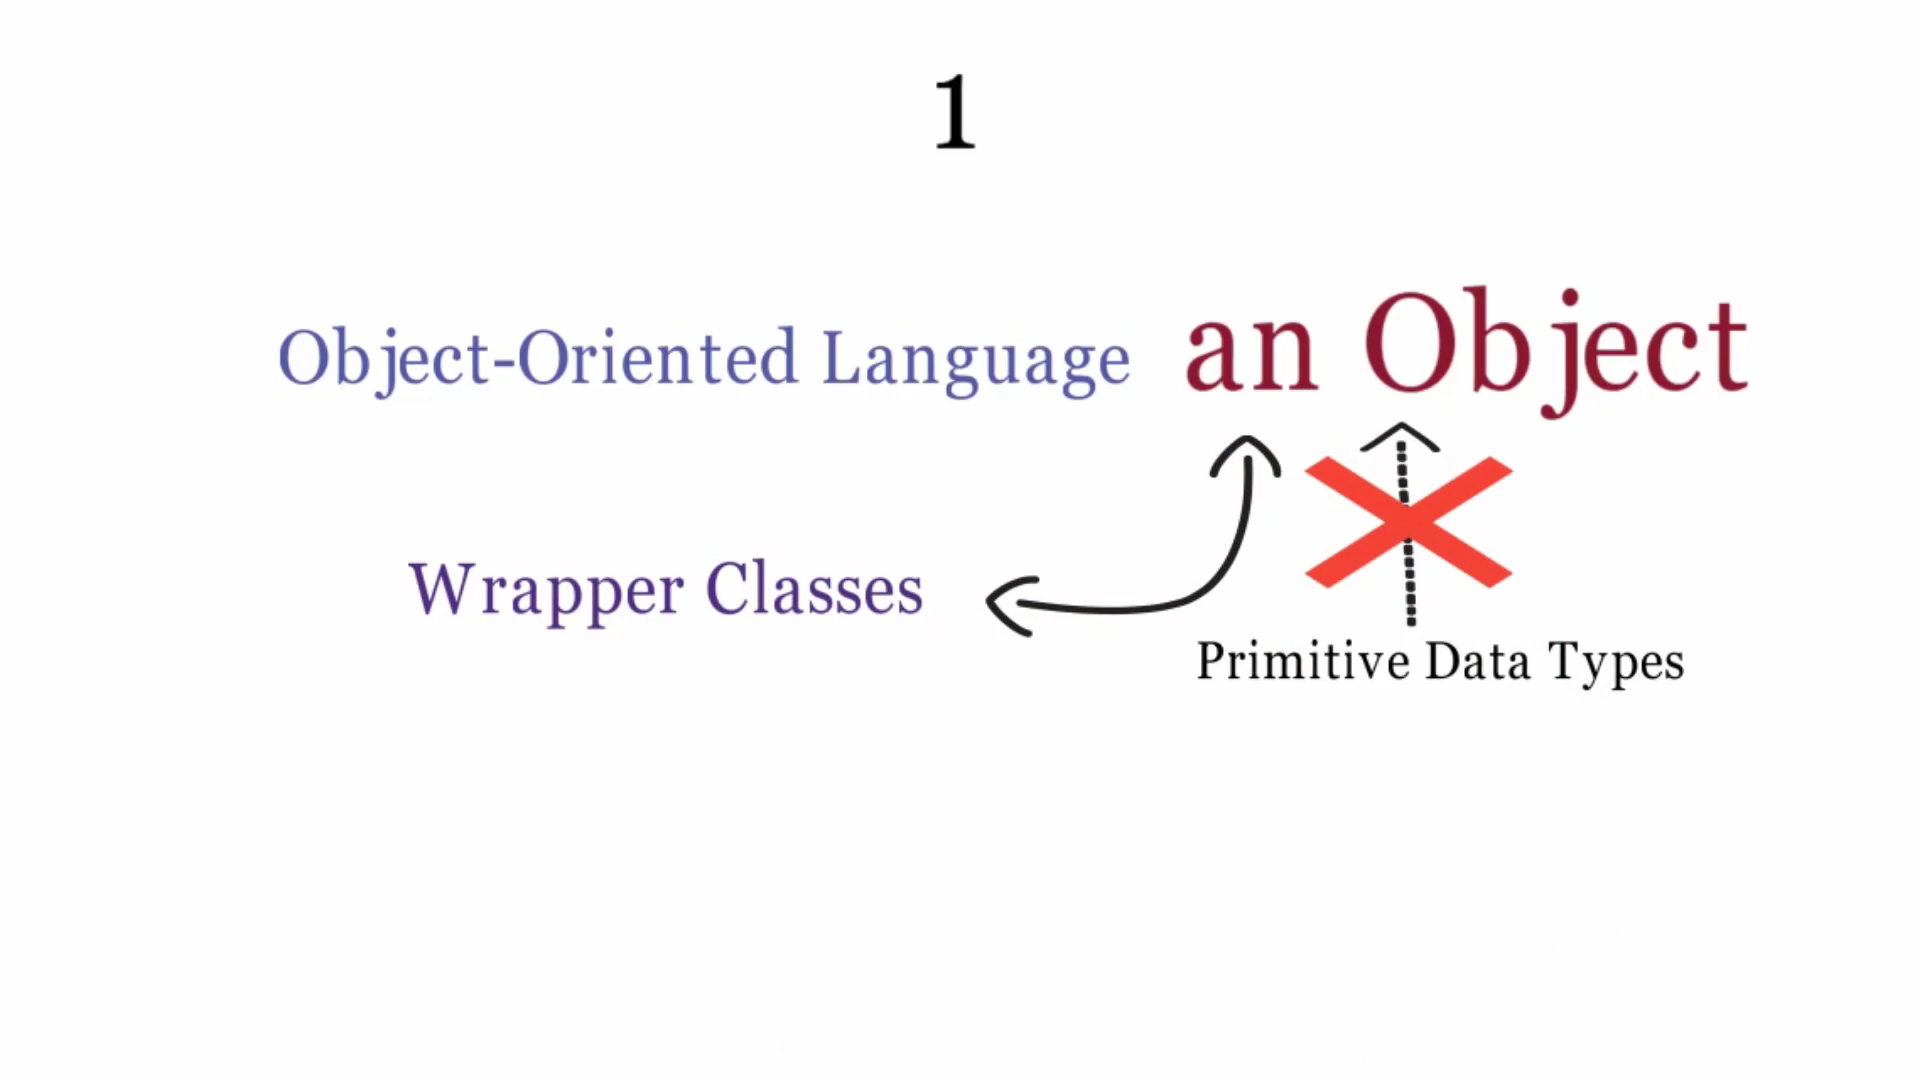 1
Object-Oriented Language an Object
Wrapper Classes
Primitive Data Types